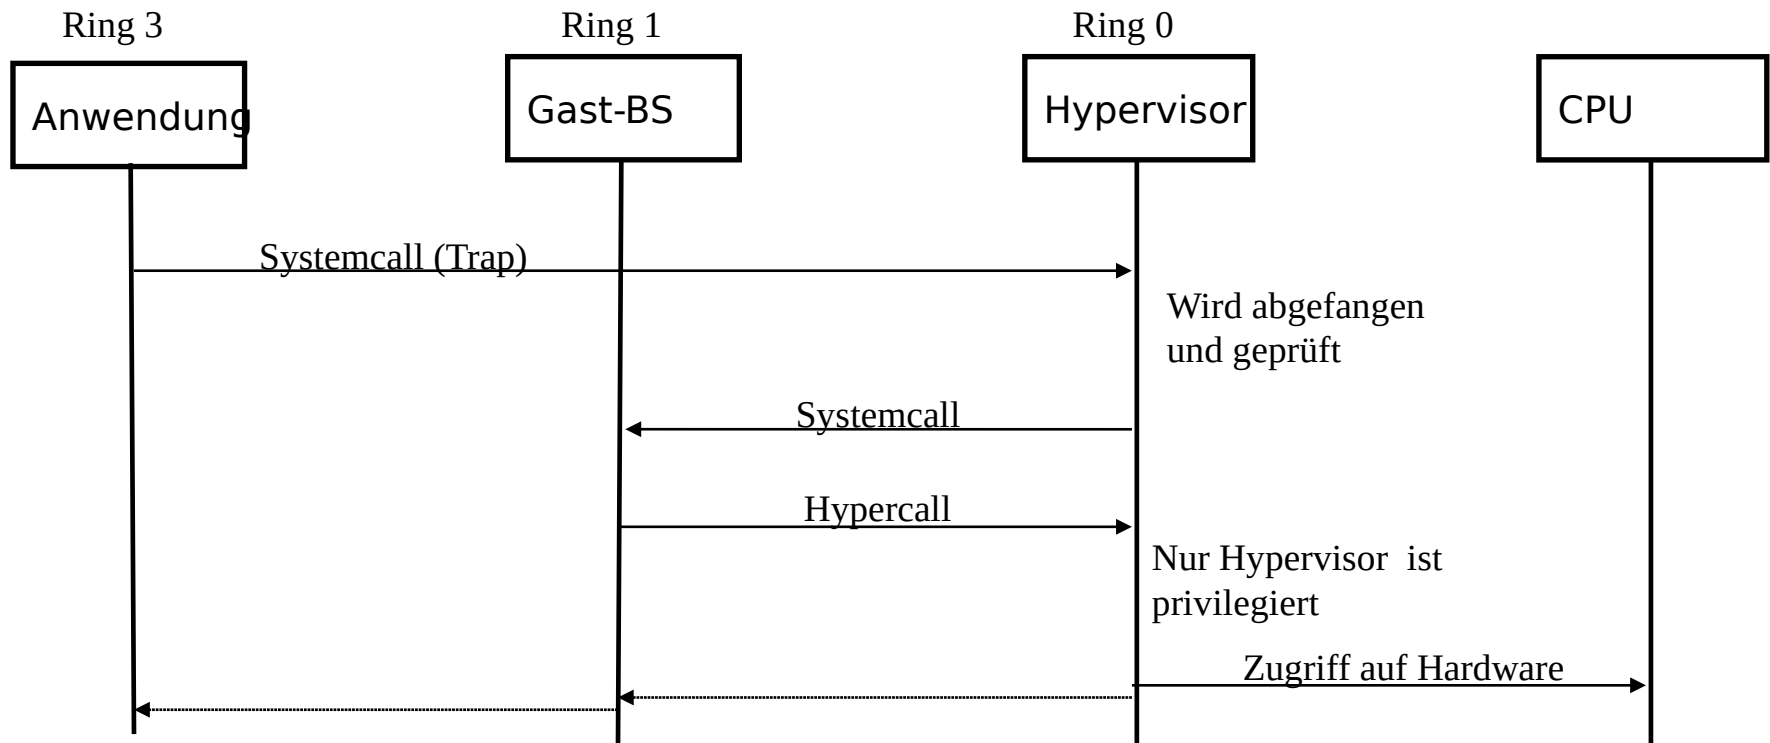 Ring 3
Ring 1
Ring 0
Anwendung
Gast-BS
Hypervisor
CPU
Systemcall (Trap)
Wird abgefangen
und geprüft
Systemcall
Hypercall
Nur Hypervisor  ist
privilegiert
Zugriff auf Hardware